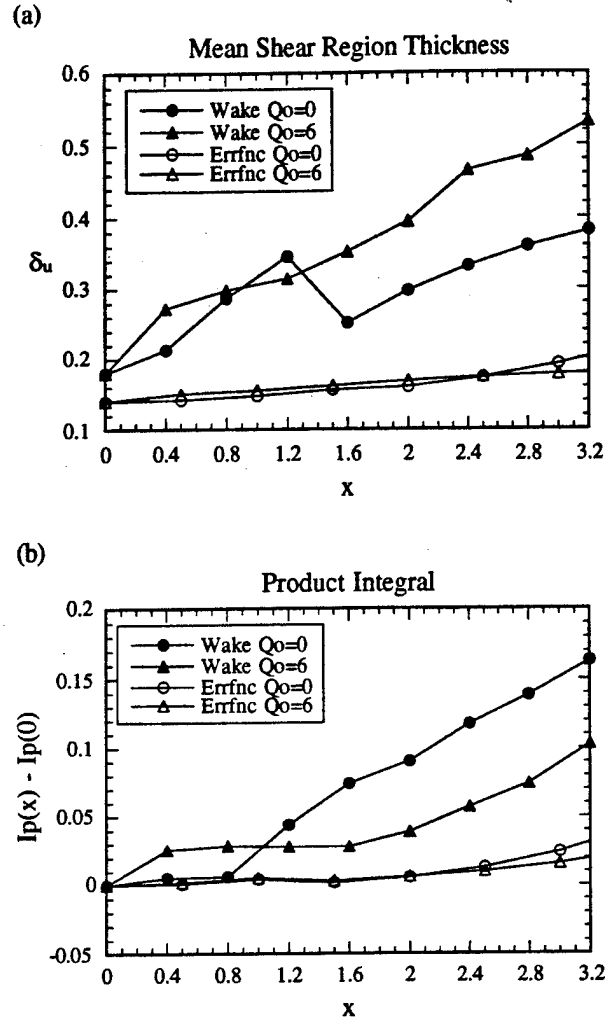 (a)
Mean Shear Region Thickness
0.6
0.5
0.4
0.3
0.2
0.1
δu
Wake Qo=0
Wake Qo=6
Errfnc Qo=0
Errfnc Qo=6
0 0.4 0.8 1.2 1.6 2 2.4 2.8 3.2
x
(b)
Product Integral
0.2
0.15
0.1
0.05
0
-0.05
Ip(x) - Ip(0)
Wake Qo=0
Wake Qo=6
Errfnc Qo=0
Errfnc Qo=6
0 0.4 0.8 1.2 1.6 2 2.4 2.8 3.2
x